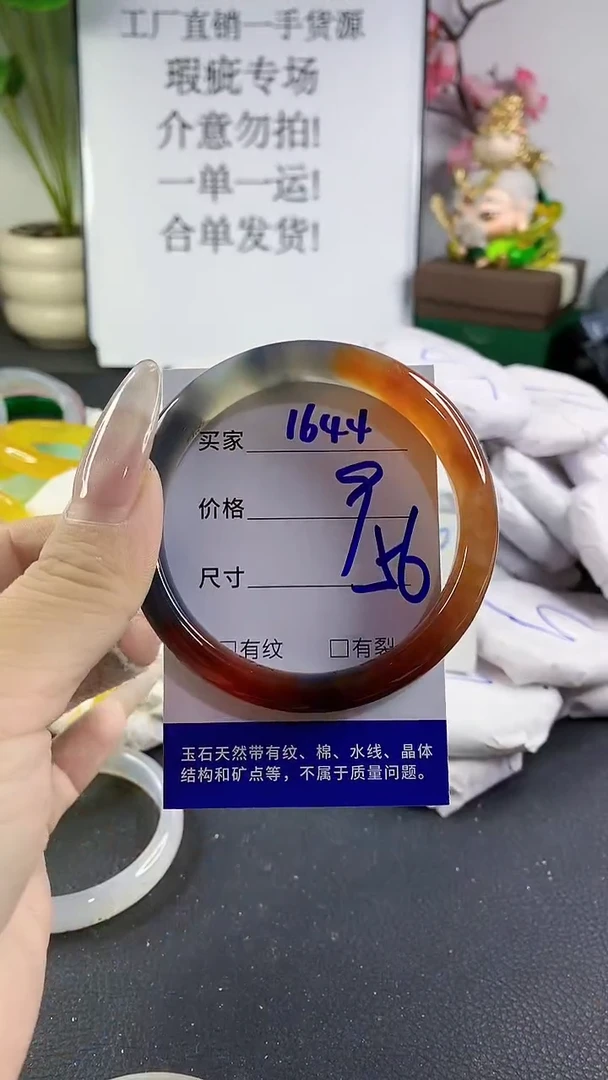 工厂直销一手货源
瑕疵专场
介意勿拍!
一单一运!
合单发货!
买家 1644
价格
尺寸 56
□有纹 □有裂
玉石天然带有纹、棉、水线、晶体
结构和矿点等，不属于质量问题。